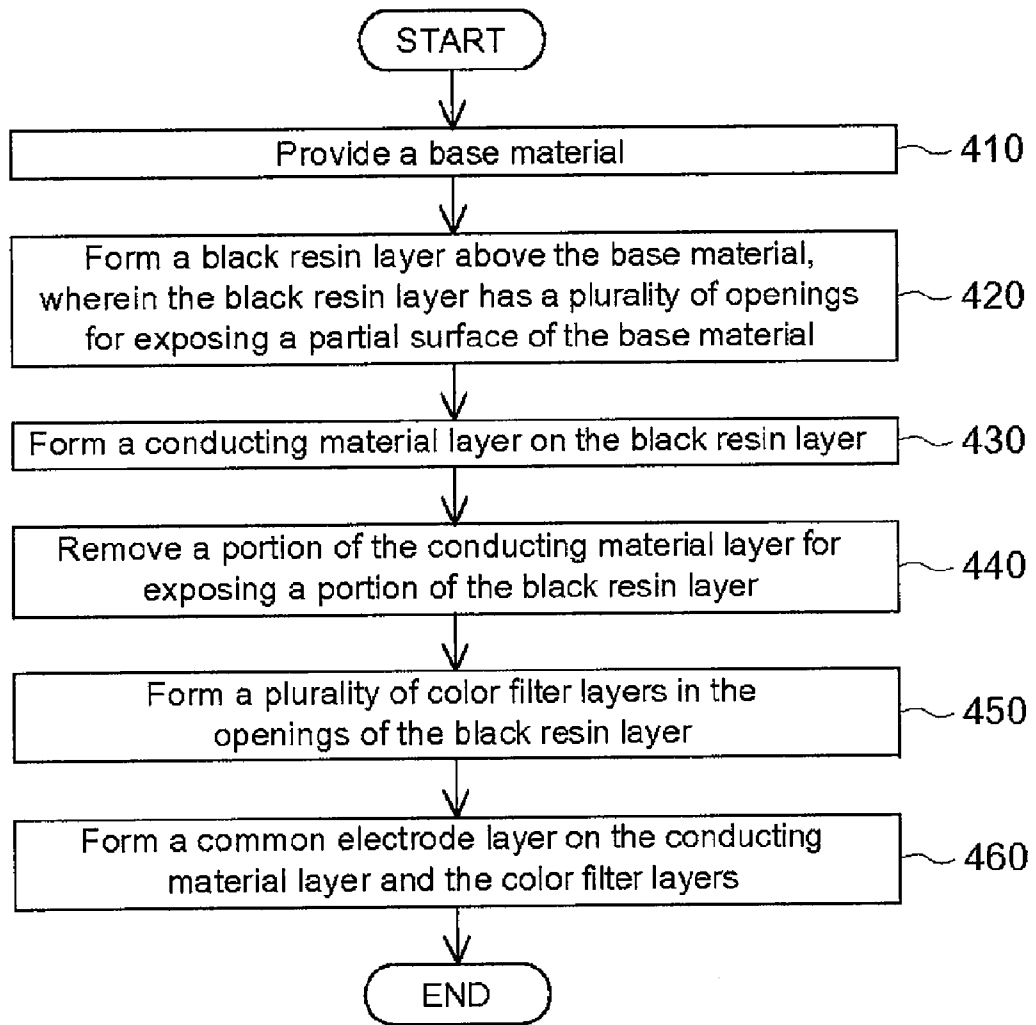 START
Provide a base material
410
Form a black resin layer above the base material,
wherein the black resin layer has a plurality of openings
for exposing a partial surface of the base material
420
Form a conducting material layer on the black resin layer
430
Remove a portion of the conducting material layer for
exposing a portion of the black resin layer
440
Form a plurality of color filter layers in the
openings of the black resin layer
450
Form a common electrode layer on the conducting
material layer and the color filter layers
460
END